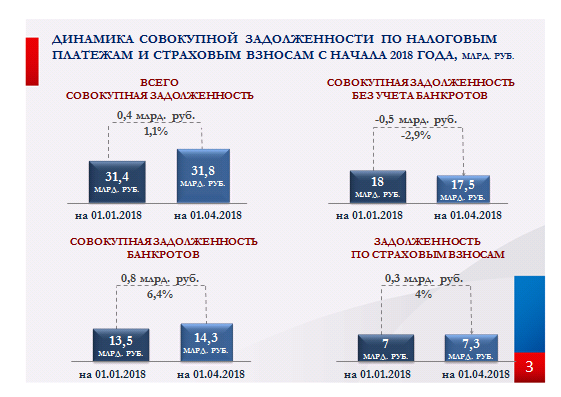 ДИНАМИКА СОВОКУПНОЙ ЗАДОЛЖЕННОСТИ ПО НАЛОГОВЫМ
ПЛАТЕЖАМ И СТРАХОВЫМ ВЗНОСАМ С НАЧАЛА 2018 ГОДА, МЛРД. РУБ.
ВСЕГО
СОВОКУПНАЯ ЗАДОЛЖЕННОСТЬ
0,4 млрд. руб.
1,1%
31,4
МЛРД. РУБ.
31,8
МЛРД. РУБ.
на 01.01.2018
на 01.04.2018
СОВОКУПНАЯ ЗАДОЛЖЕННОСТЬ
БЕЗ УЧЕТА БАНКРОТОВ
-0,5 млрд. руб.
-2,9%
18
МЛРД. РУБ.
17,5
МЛРД. РУБ.
на 01.01.2018
на 01.04.2018
СОВОКУПНАЯ ЗАДОЛЖЕННОСТЬ
БАНКРОТОВ
0,8 млрд. руб.
6,4%
13,5
МЛРД. РУБ.
14,3
МЛРД. РУБ.
на 01.01.2018
на 01.04.2018
ЗАДОЛЖЕННОСТЬ
ПО СТРАХОВЫМ ВЗНОСАМ
0,3 млрд. руб.
4%
7
МЛРД. РУБ.
7,3
МЛРД. РУБ.
на 01.01.2018
на 01.04.2018
3